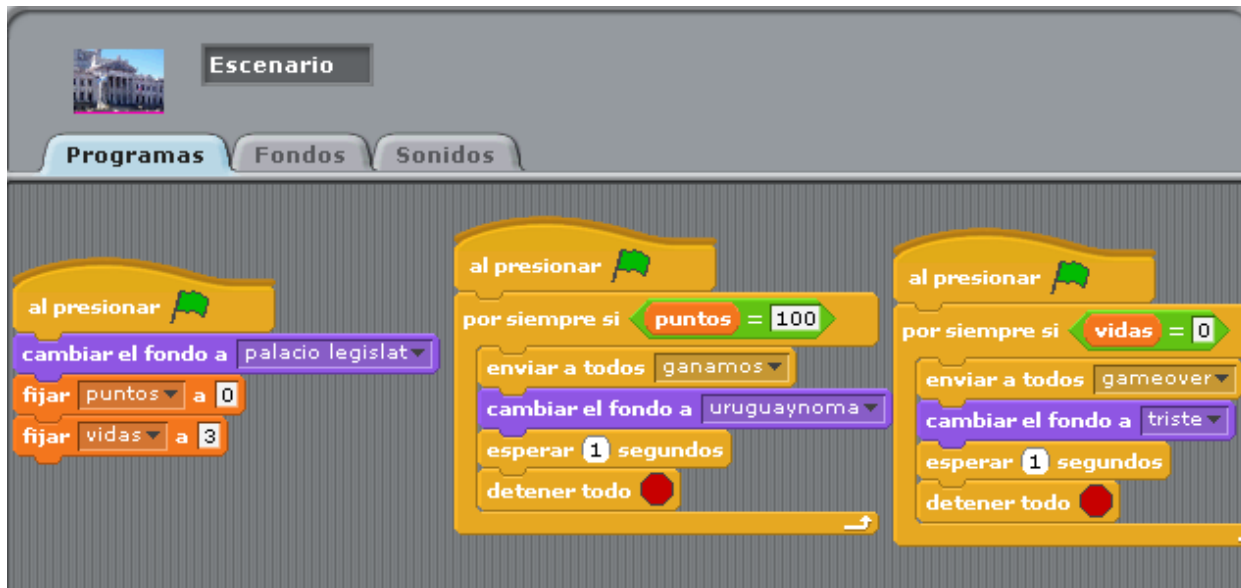 Escenario
Programas Fondos Sonidos
al presionar
cambiar el fondo a palacio legislat
fijar puntos a 0
fijar vidas a 3
al presionar
por siempre si puntos = 100
enviar a todos ganamos
cambiar el fondo a uruguaynoma
esperar 1 segundos
detener todo
al presionar
por siempre si vidas = 0
enviar a todos gameover
cambiar el fondo a triste
esperar 1 segundos
detener todo